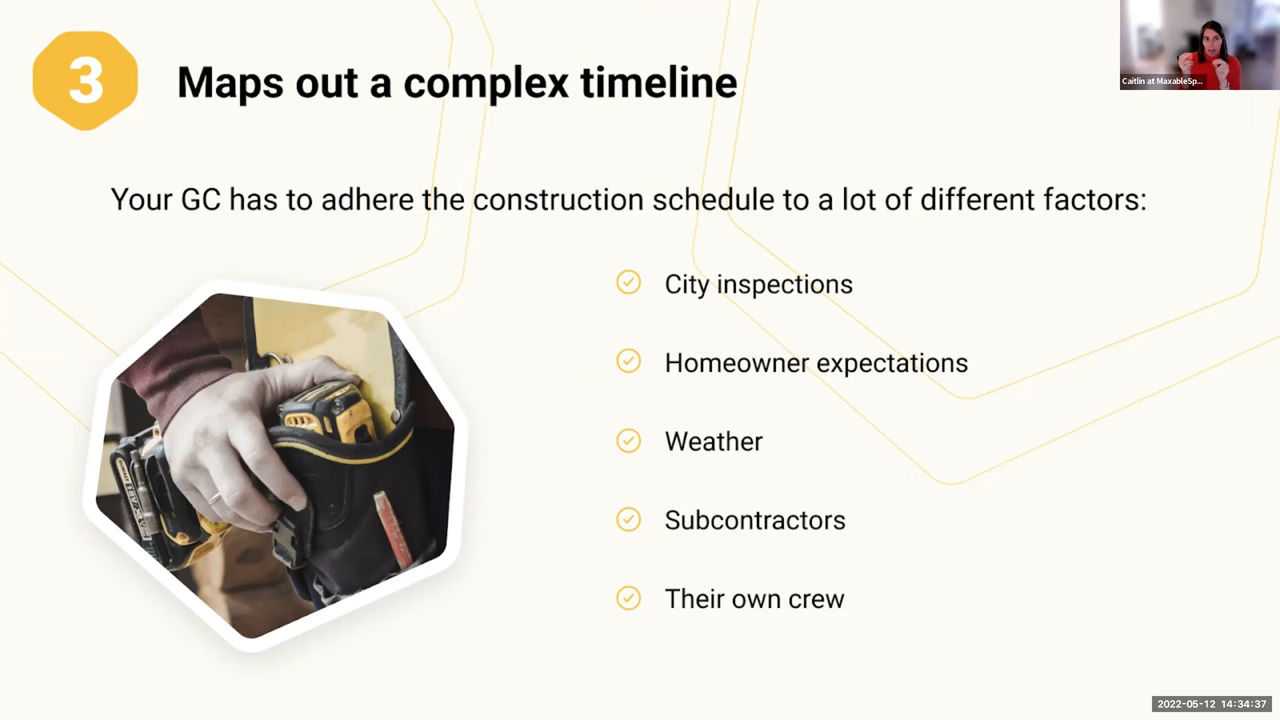 3
Maps out a complex timeline
Caitlin at MaxableSp...
Your GC has to adhere the construction schedule to a lot of different factors:
City inspections
Homeowner expectations
Weather
Subcontractors
Their own crew
2022-05-12 14:34:37